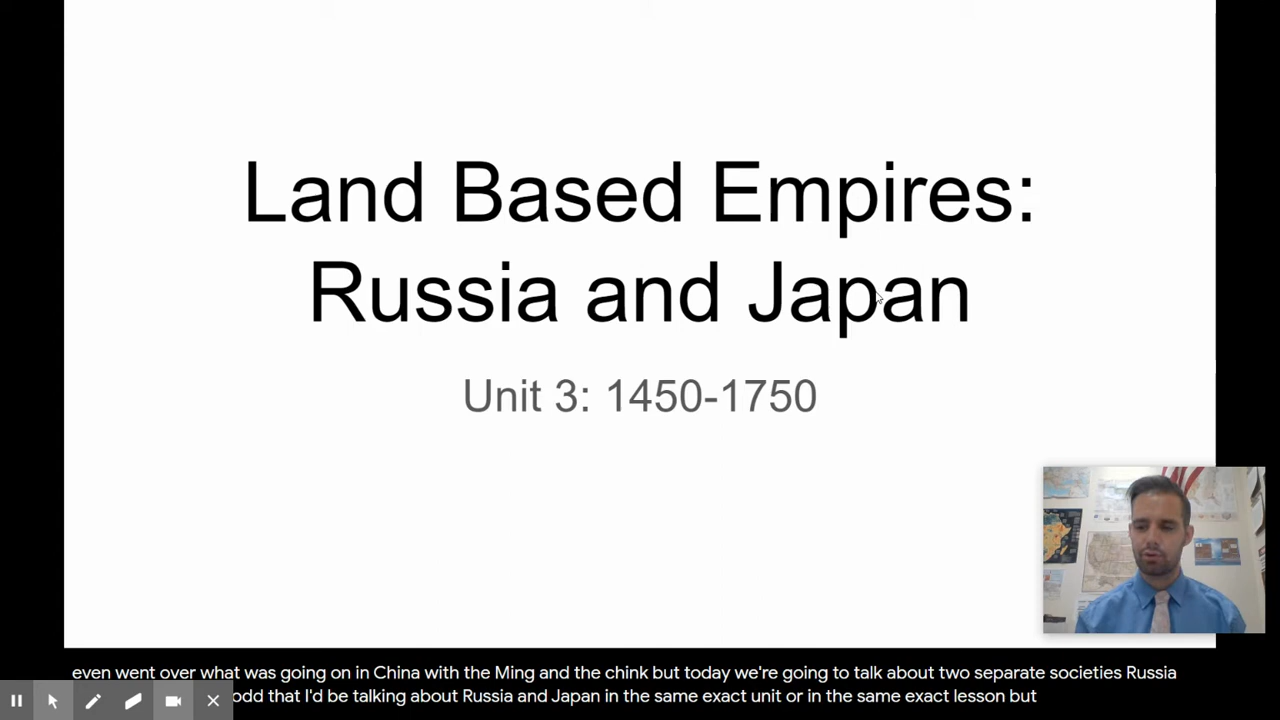 Land Based Empires:
Russia and Japan
Unit 3: 1450-1750
even went over what was going on in China with the Ming and the chink but today we're going to talk about two separate societies Russia
odd that I'd be talking about Russia and Japan in the same exact unit or in the same exact lesson but